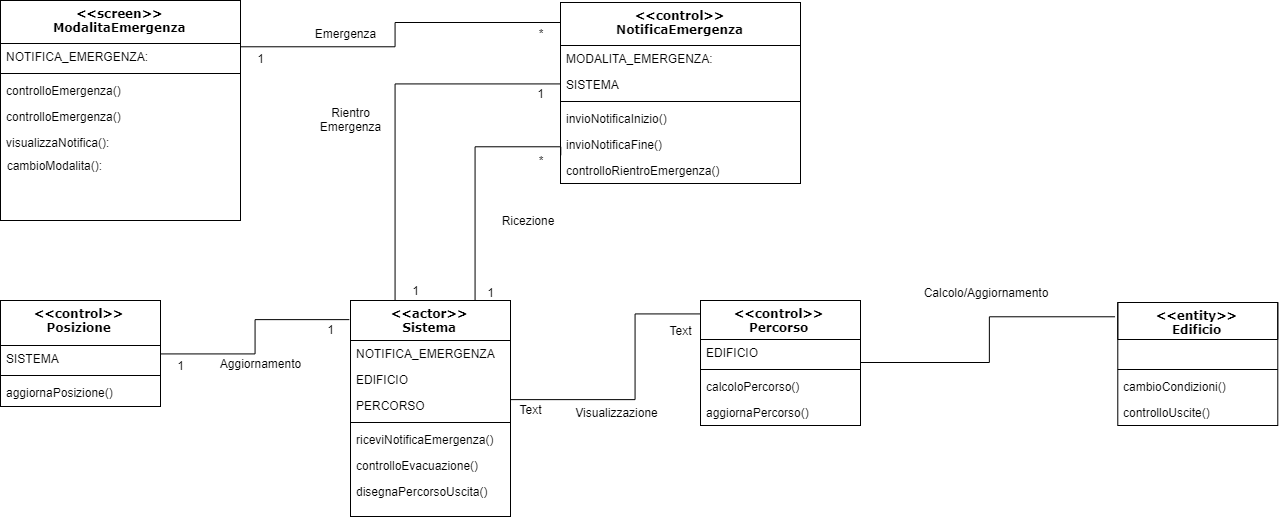 <<screen>>
ModalitaEmergenza
NOTIFICA_EMERGENZA:
controlloEmergenza()
controlloEmergenza()
visualizzaNotifica():
cambioModalita():
Emergenza
1
*
<<control>>
NotificaEmergenza
MODALITA_EMERGENZA:
SISTEMA
invioNotificaInizio()
invioNotificaFine()
controlloRientroEmergenza()
Rientro
Emergenza
1
*
Ricezione
1
1
<<control>>
Posizione
SISTEMA
aggiornaPosizione()
1
Aggiornamento
1
<<actor>>
Sistema
NOTIFICA_EMERGENZA
EDIFICIO
PERCORSO
riceviNotificaEmergenza()
controlloEvacuazione()
disegnaPercorsoUscita()
Text
Visualizzazione
Text
<<control>>
Percorso
EDIFICIO
calcoloPercorso()
aggiornaPercorso()
Calcolo/Aggiornamento
<<entity>>
Edificio
cambioCondizioni()
controlloUscite()